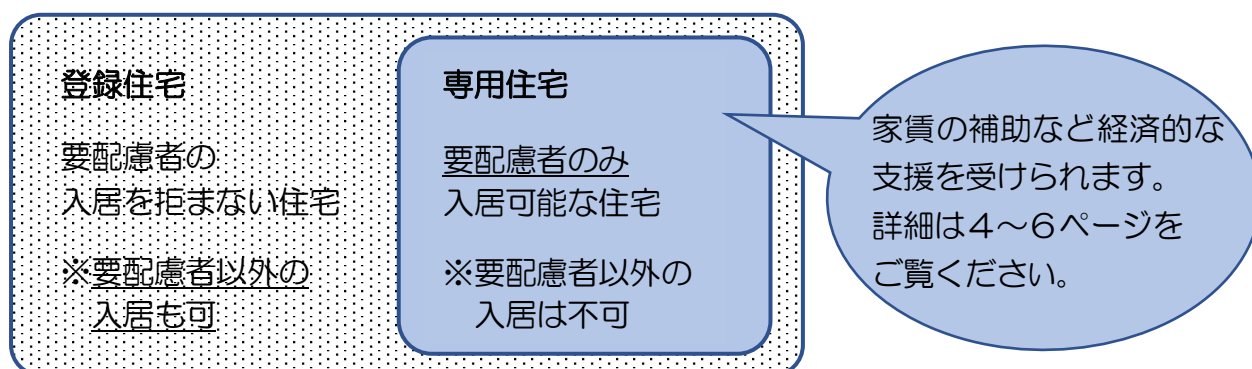 登録住宅
要配慮者の
入居を拒まない住宅
※要配慮者以外の
入居も可
専用住宅
要配慮者のみ
入居可能な住宅
※要配慮者以外の
入居は不可
家賃の補助など経済的な
支援を受けられます。
詳細は4～6ページを
ご覧ください。